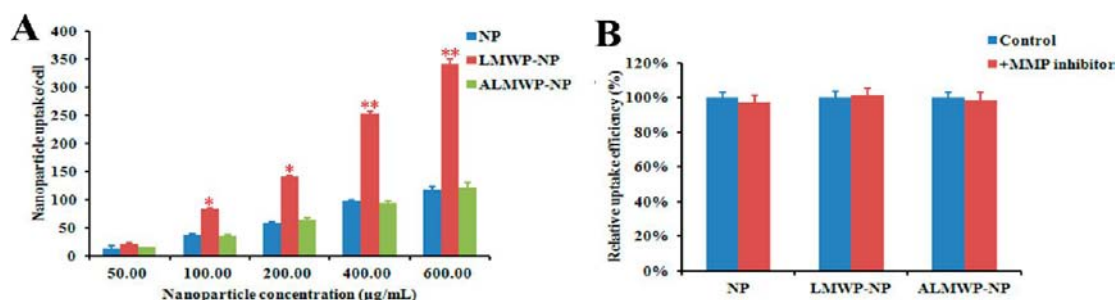 A
400
350
300
250
200
150
100
50
0
Nanoparticle uptake/cell
NP
LMWP-NP
ALMWP-NP
*
*
**
**
50.00 100.00 200.00 400.00 600.00
Nanoparticle concentration (µg/mL)
B
Control
+MMP inhibitor
140%
120%
100%
80%
60%
40%
20%
0%
Relative uptake efficiency (%)
NP LMWP-NP ALMWP-NP